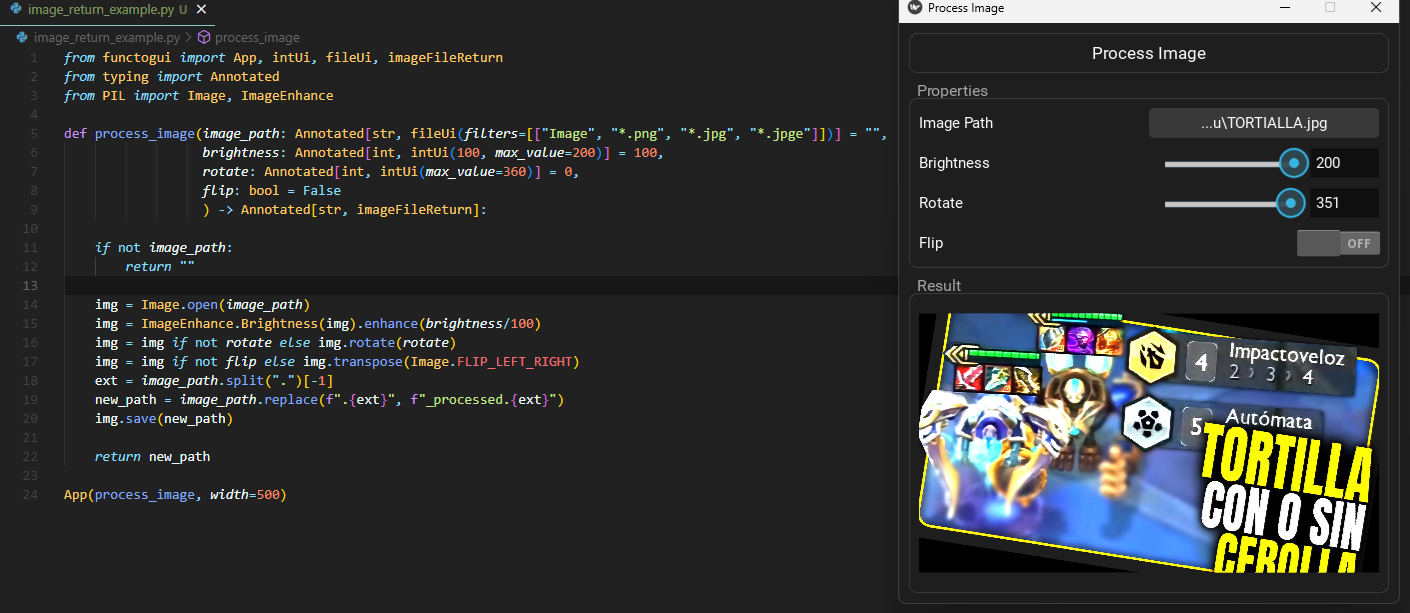 image_return_example.py U
image_return_example.py > process_image
1 from functogui import App, intUi, fileUi, imageFileReturn
2 from typing import Annotated
3 from PIL import Image, ImageEnhance
4
5 def process_image(image_path: Annotated[str, fileUi(filters=[["Image", "*.png", "*.jpg", "*.jpge"]])] = "",
6 brightness: Annotated[int, intUi(100, max_value=200)] = 100,
7 rotate: Annotated[int, intUi(max_value=360)] = 0,
8 flip: bool = False
9 ) -> Annotated[str, imageFileReturn]:
10
11 if not image_path:
12 return ""
13
14 img = Image.open(image_path)
15 img = ImageEnhance.Brightness(img).enhance(brightness/100)
16 img = img if not rotate else img.rotate(rotate)
17 img = img if not flip else img.transpose(Image.FLIP_LEFT_RIGHT)
18 ext = image_path.split(".")[-1]
19 new_path = image_path.replace(f".{ext}", f"_processed.{ext}")
20 img.save(new_path)
21
22 return new_path
23
24 App(process_image, width=500)
Process Image
Process Image
Properties
Image Path ...u\TORTIALLA.jpg
Brightness 200
Rotate 351
Flip OFF
Result
4 Impactoveloz
2 › 3 › 4
5 Autómata
TORTILLA
CON O SIN
CEBOLLA